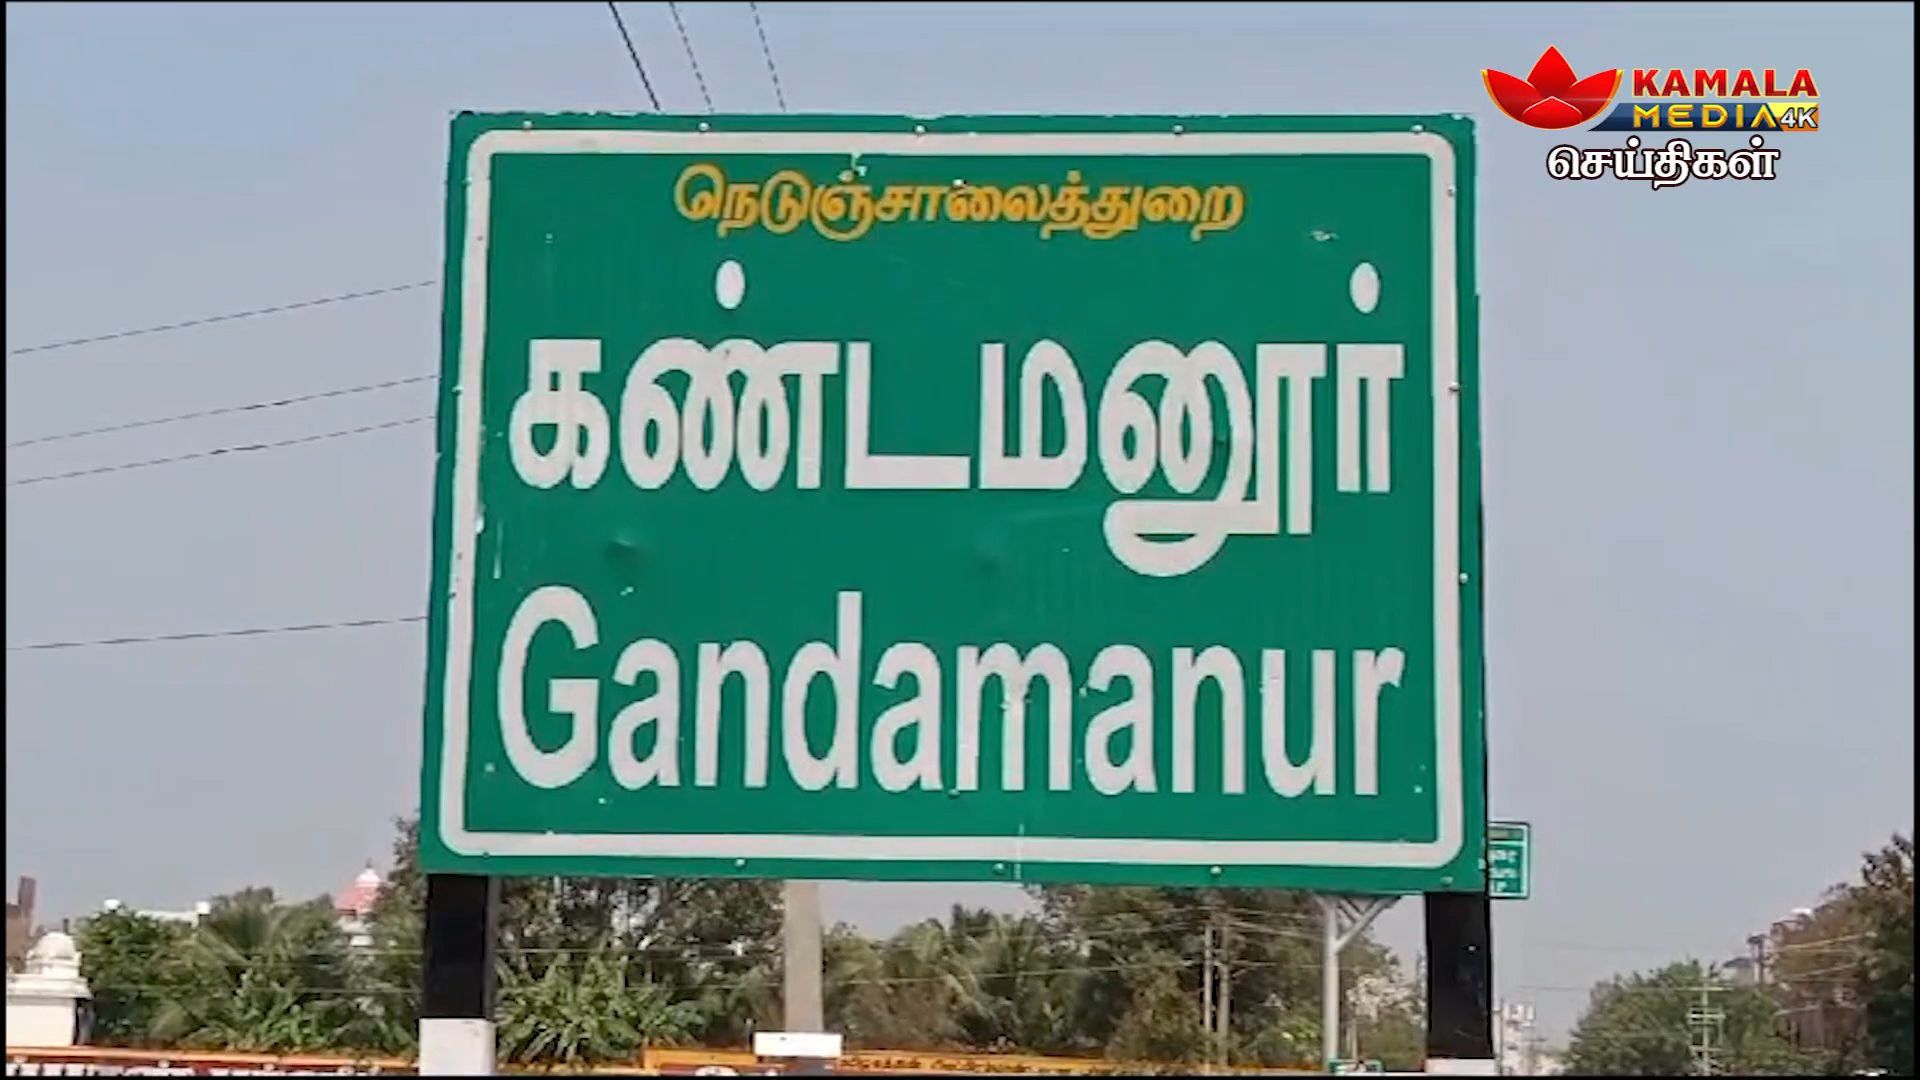 KAMALA
MEDIA 4K
செய்திகள்
நெடுஞ்சாலைத்துறை
கண்டமனூர்
Gandamanur